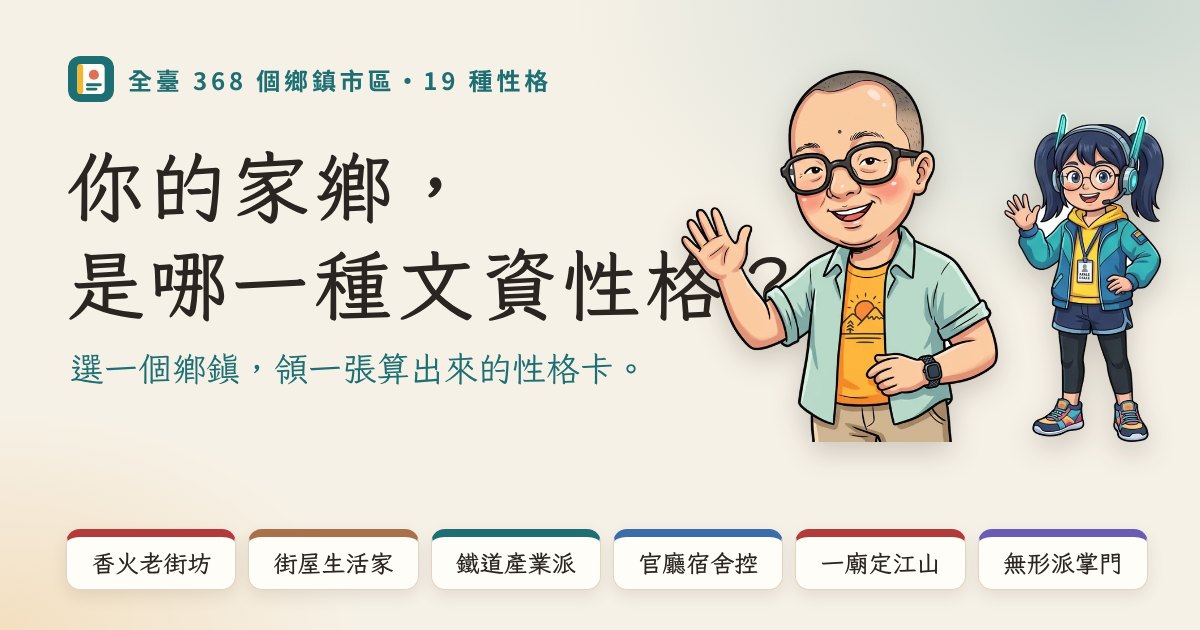 全臺 368 個鄉鎮市區・19 種性格
你的家鄉，
是哪一種文資性格？
選一個鄉鎮，領一張算出來的性格卡。
香火老街坊
街屋生活家
鐵道產業派
官廳宿舍控
一廟定江山
無形派掌門